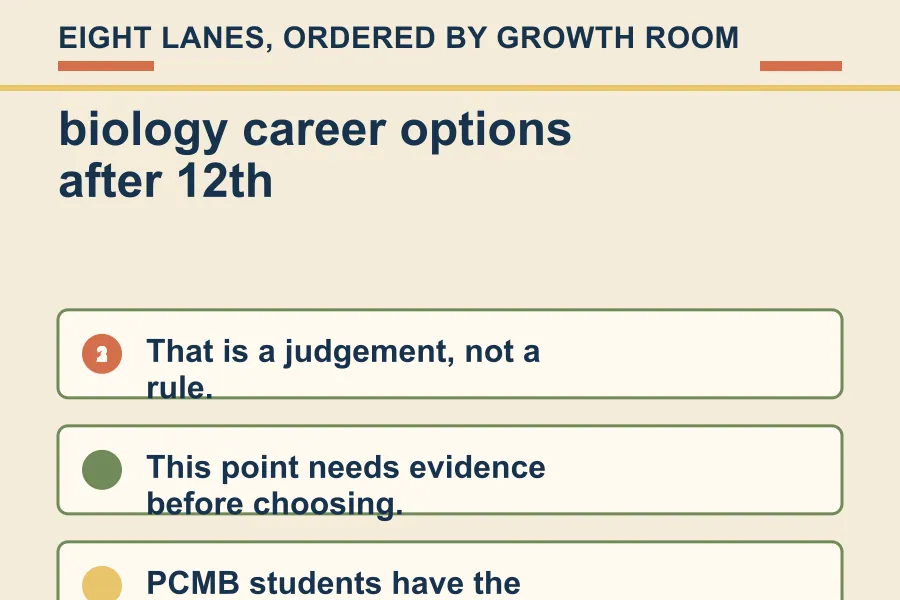 EIGHT LANES, ORDERED BY GROWTH ROOM
biology career options
after 12th
That is a judgement, not a
rule.
This point needs evidence
before choosing.
PCMB students have the